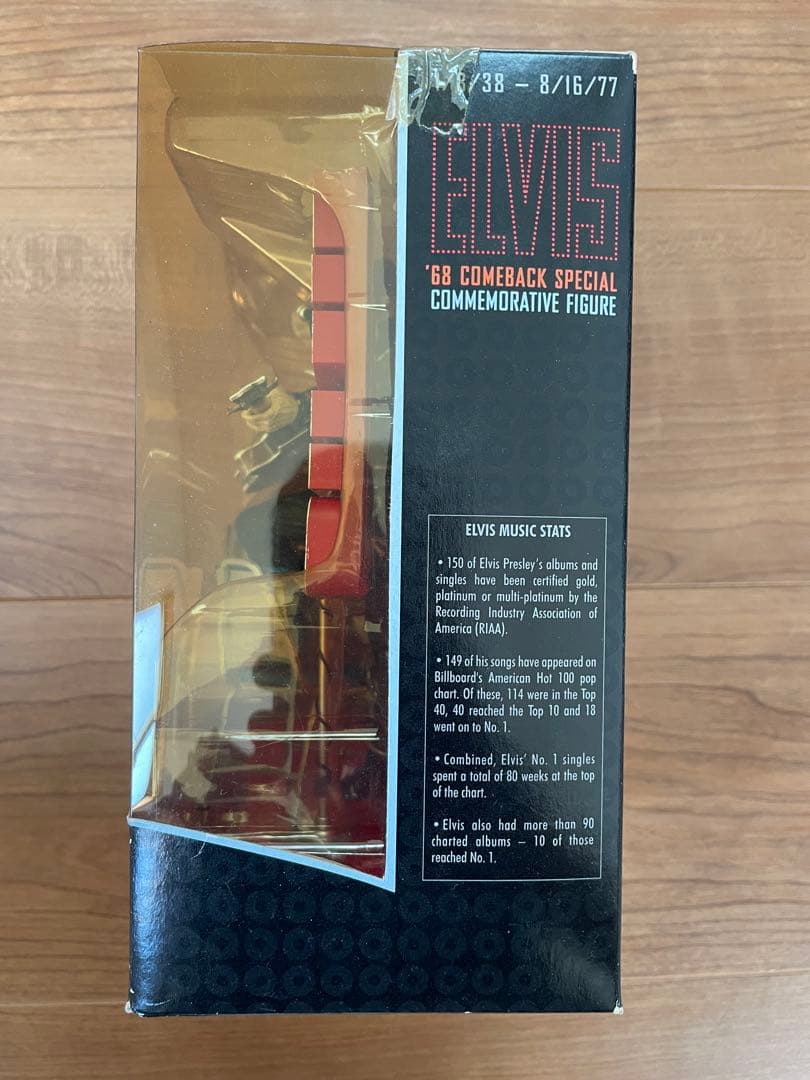 /38 – 8/16/77
ELVIS
'68 COMEBACK SPECIAL
COMMEMORATIVE FIGURE
ELVIS MUSIC STATS
• 150 of Elvis Presley's albums and
singles have been certified gold,
platinum or multi-platinum by the
Recording Industry Association of
America (RIAA).
• 149 of his songs have appeared on
Billboard's American Hot 100 pop
chart. Of these, 114 were in the Top
40, 40 reached the Top 10 and 18
went on to No. 1.
• Combined, Elvis' No. 1 singles
spent a total of 80 weeks at the top
of the chart.
• Elvis also had more than 90
charted albums – 10 of those
reached No. 1.